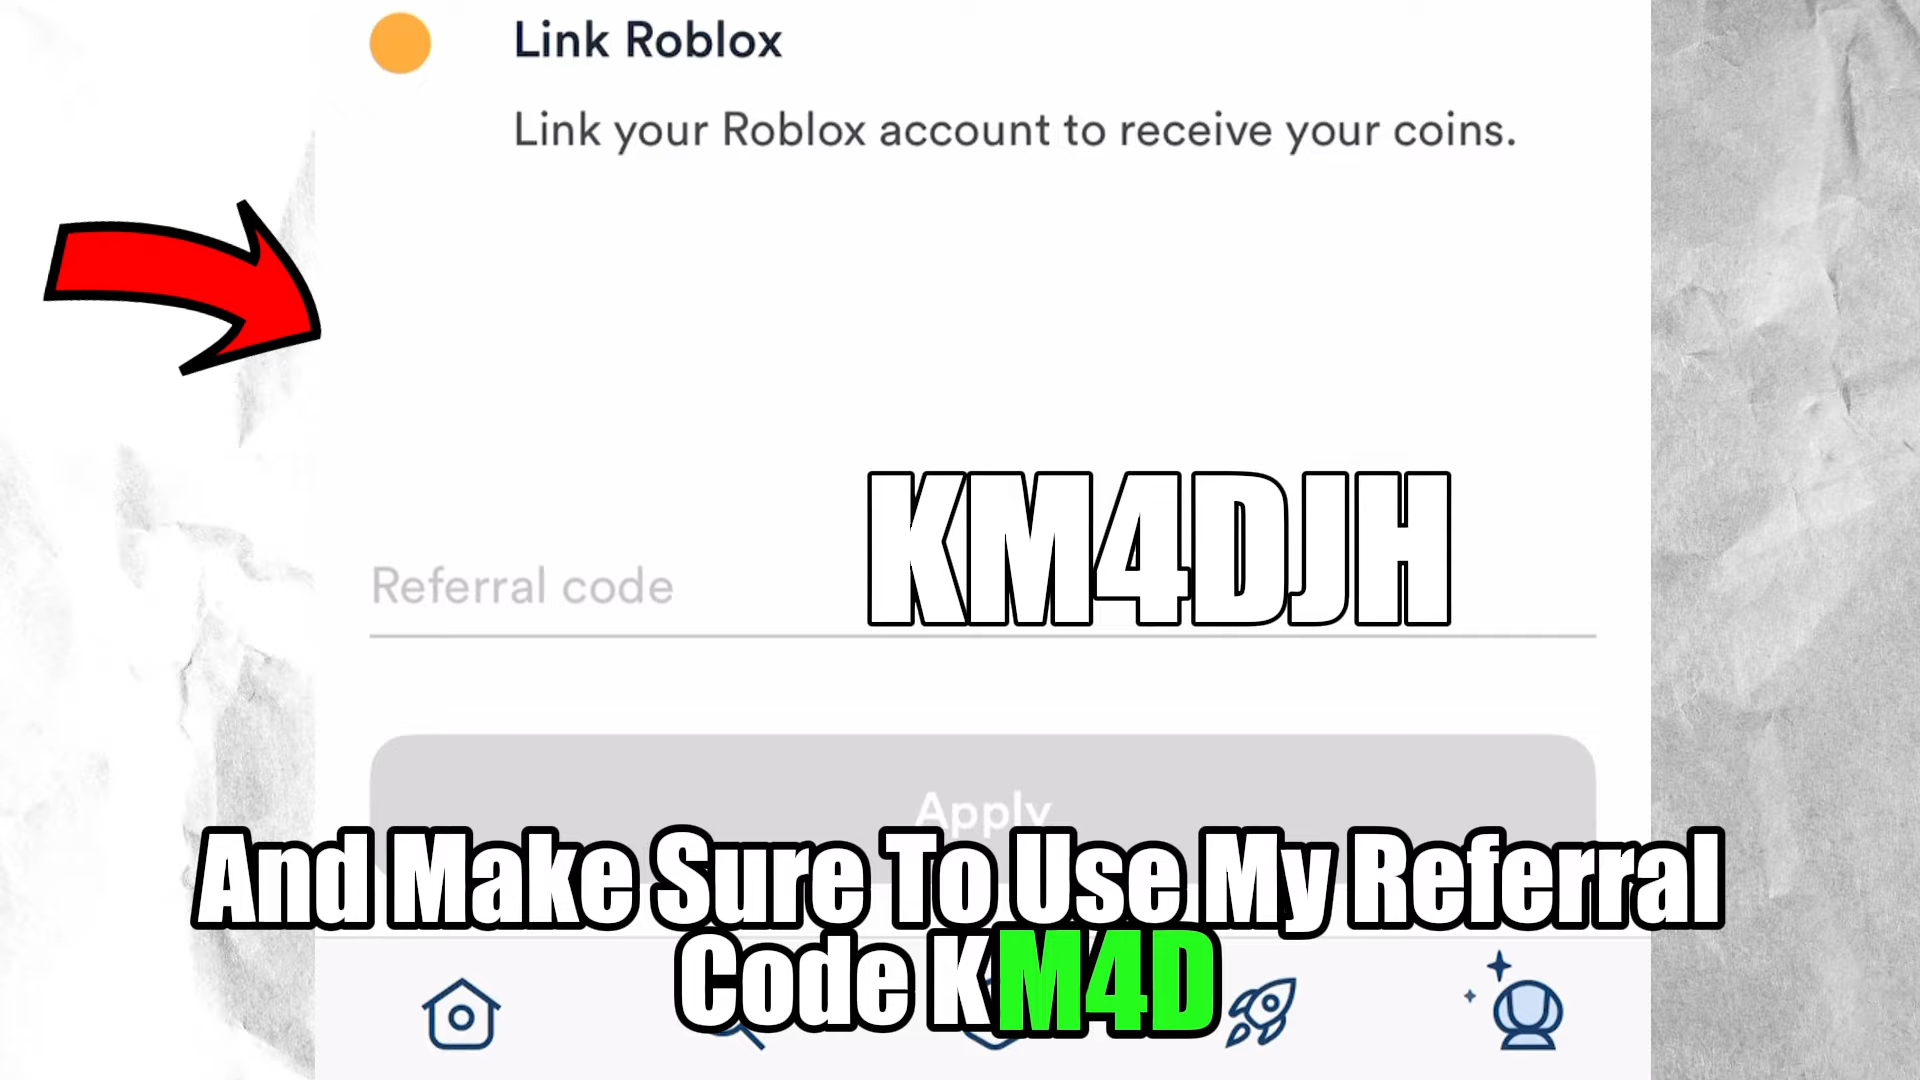 Link Roblox
Link your Roblox account to receive your coins.
KM4DJH
Referral code
Apply
And Make Sure To Use My Referral
Code KM4D